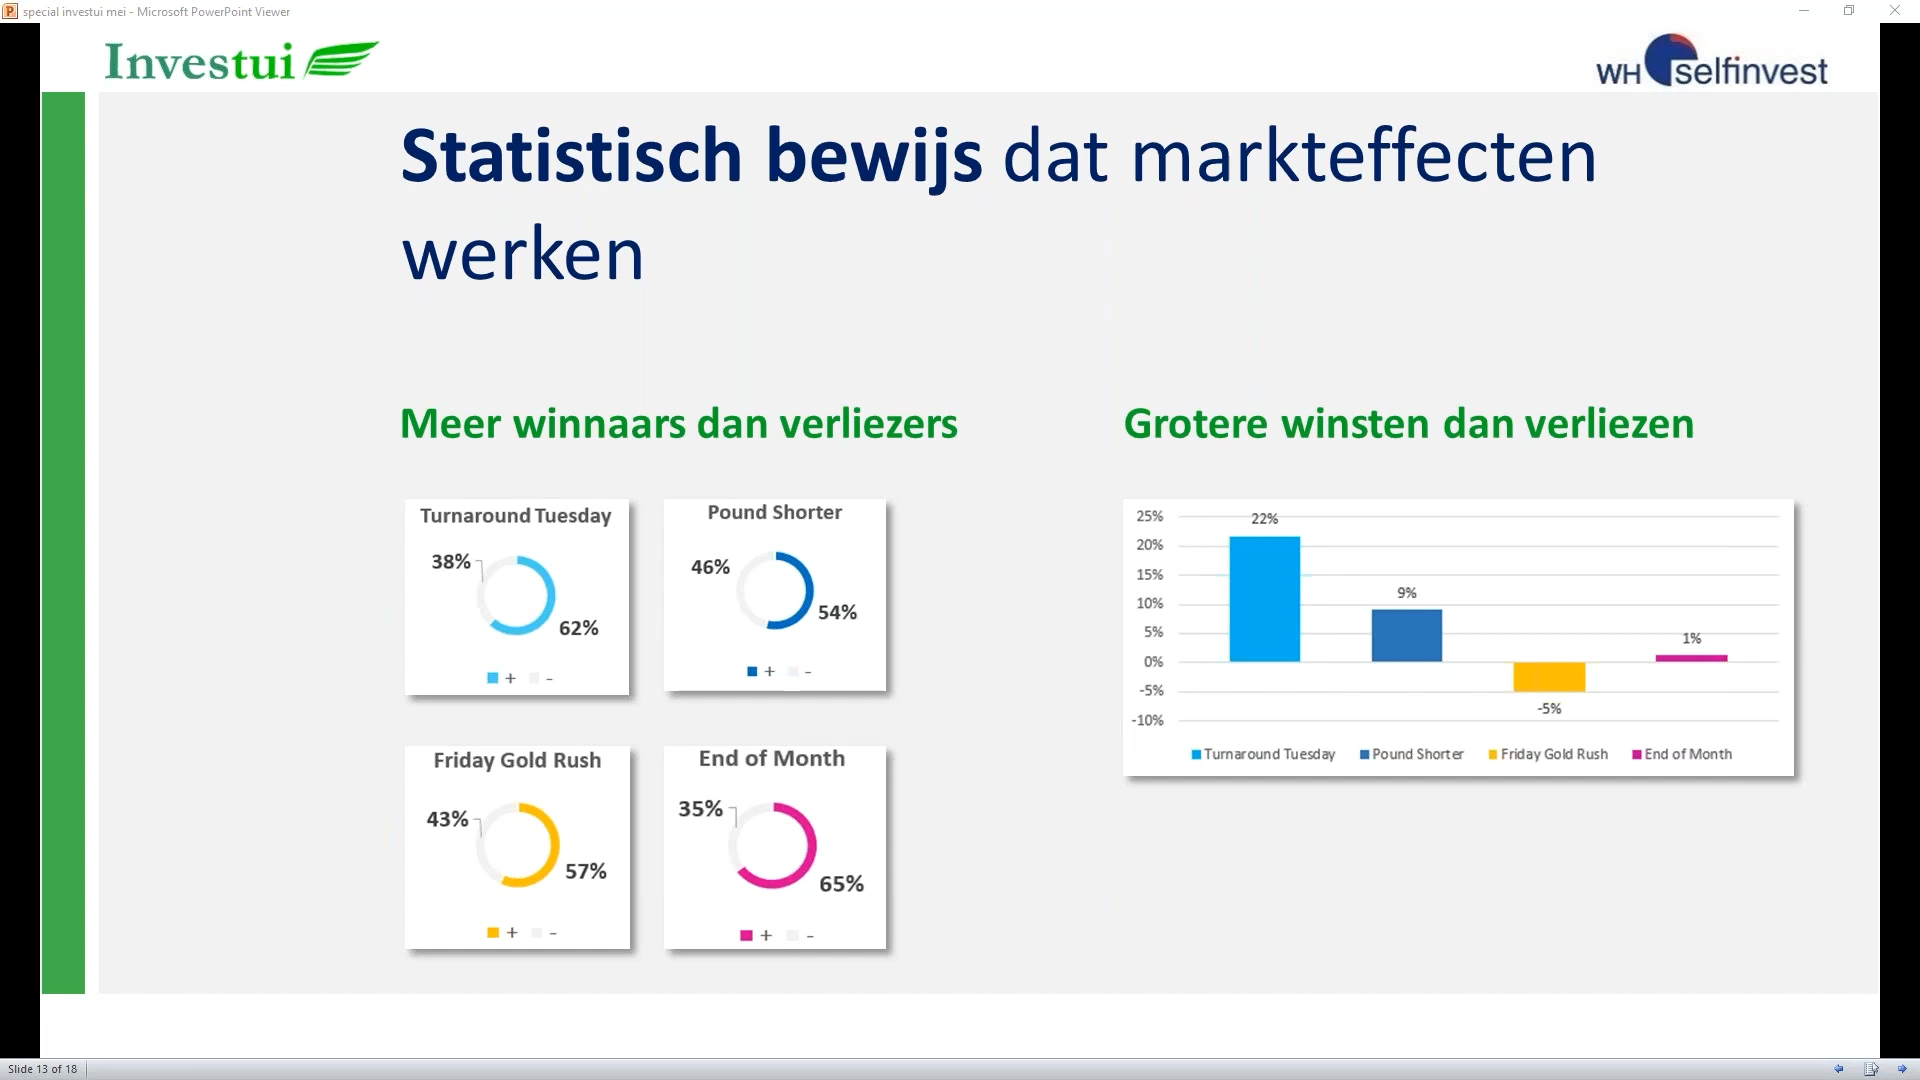 special investui mei - Microsoft PowerPoint Viewer
Investui
WH selfinvest
Statistisch bewijs dat markteffecten
werken
Meer winnaars dan verliezers
Grotere winsten dan verliezen
Turnaround Tuesday
38%
62%
+ -
Pound Shorter
46%
54%
+ -
Friday Gold Rush
43%
57%
+ -
End of Month
35%
65%
+ -
25%
20%
15%
10%
5%
0%
-5%
-10%
22%
9%
-5%
1%
Turnaround Tuesday Pound Shorter Friday Gold Rush End of Month
Slide 13 of 18